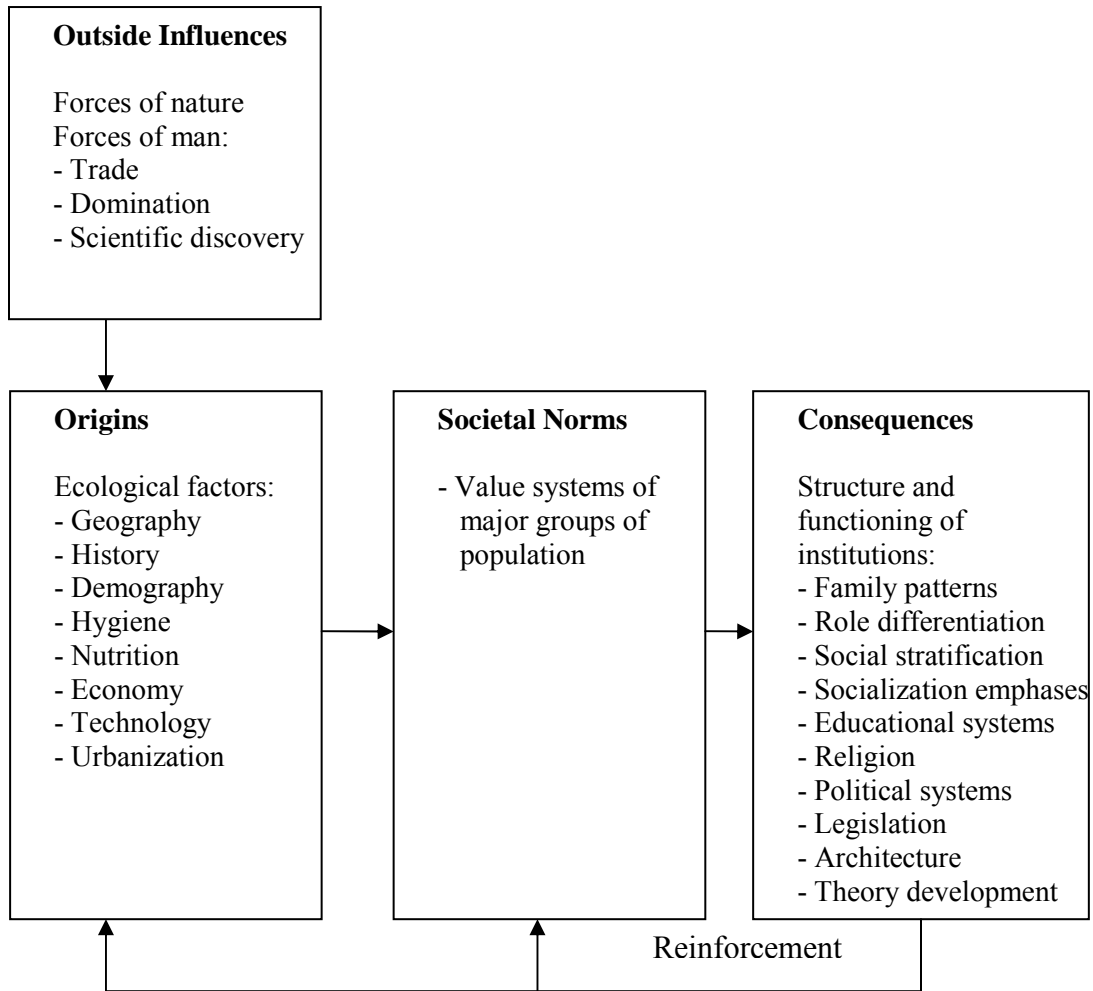 Outside Influences
Forces of nature
Forces of man:
- Trade
- Domination
- Scientific discovery
Origins
Ecological factors:
- Geography
- History
- Demography
- Hygiene
- Nutrition
- Economy
- Technology
- Urbanization
Societal Norms
- Value systems of
major groups of
population
Consequences
Structure and
functioning of
institutions:
- Family patterns
- Role differentiation
- Social stratification
- Socialization emphases
- Educational systems
- Religion
- Political systems
- Legislation
- Architecture
- Theory development
Reinforcement